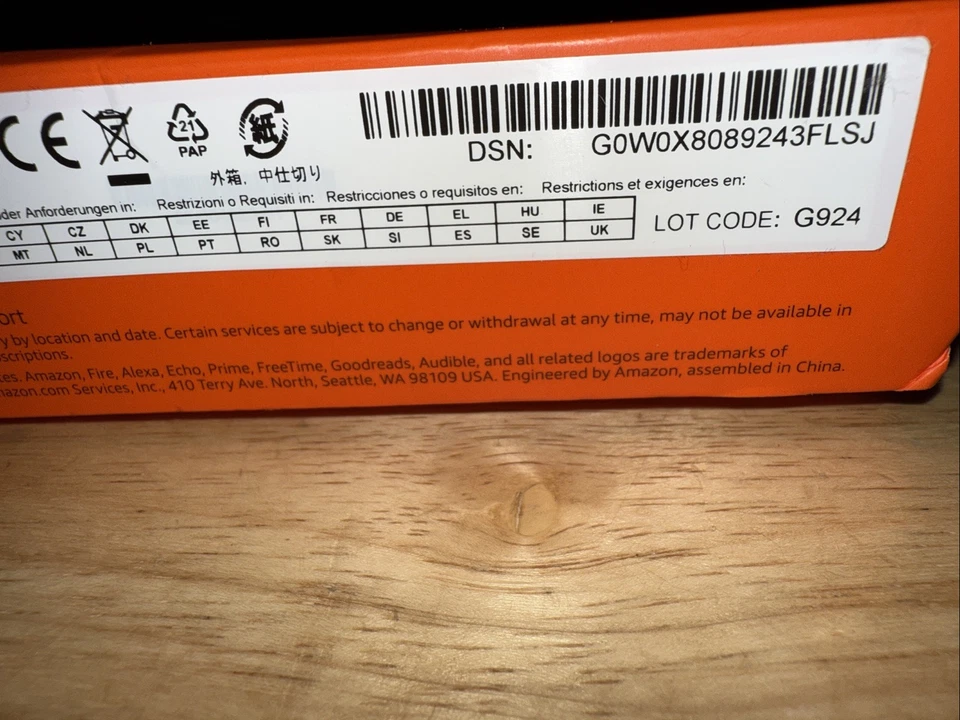 CE
21
PAP
紙
外箱, 中仕切り
DSN: G0W0X8089243FLSJ
der Anforderungen in: Restrizioni o Requisiti in: Restricciones o requisitos en: Restrictions et exigences en:
CY CZ DK EE FI FR DE EL HU IE
MT NL PL PT RO SK SI ES SE UK
LOT CODE: G924
ort
y by location and date. Certain services are subject to change or withdrawal at any time, may not be available in
scriptions.
es. Amazon, Fire, Alexa, Echo, Prime, FreeTime, Goodreads, Audible, and all related logos are trademarks of
mazon.com Services, Inc., 410 Terry Ave. North, Seattle, WA 98109 USA. Engineered by Amazon, assembled in China.